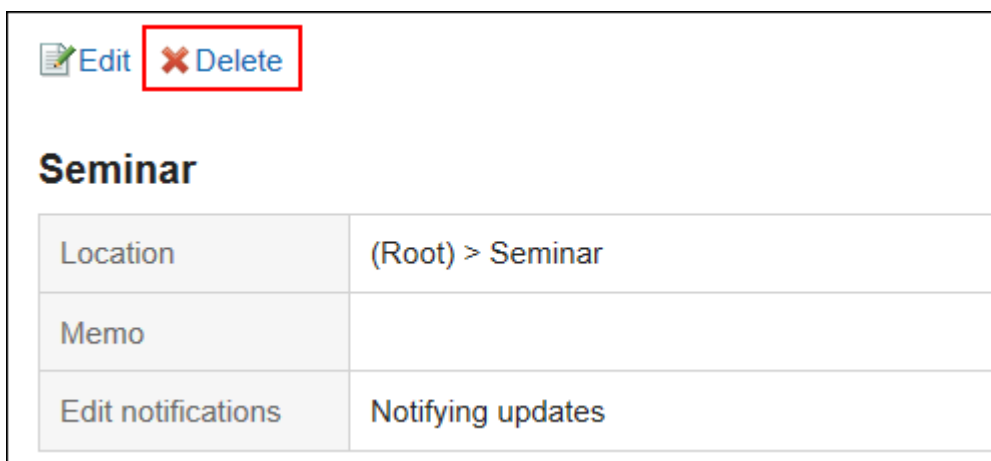 Edit Delete
Seminar
Location (Root) > Seminar
Memo
Edit notifications Notifying updates